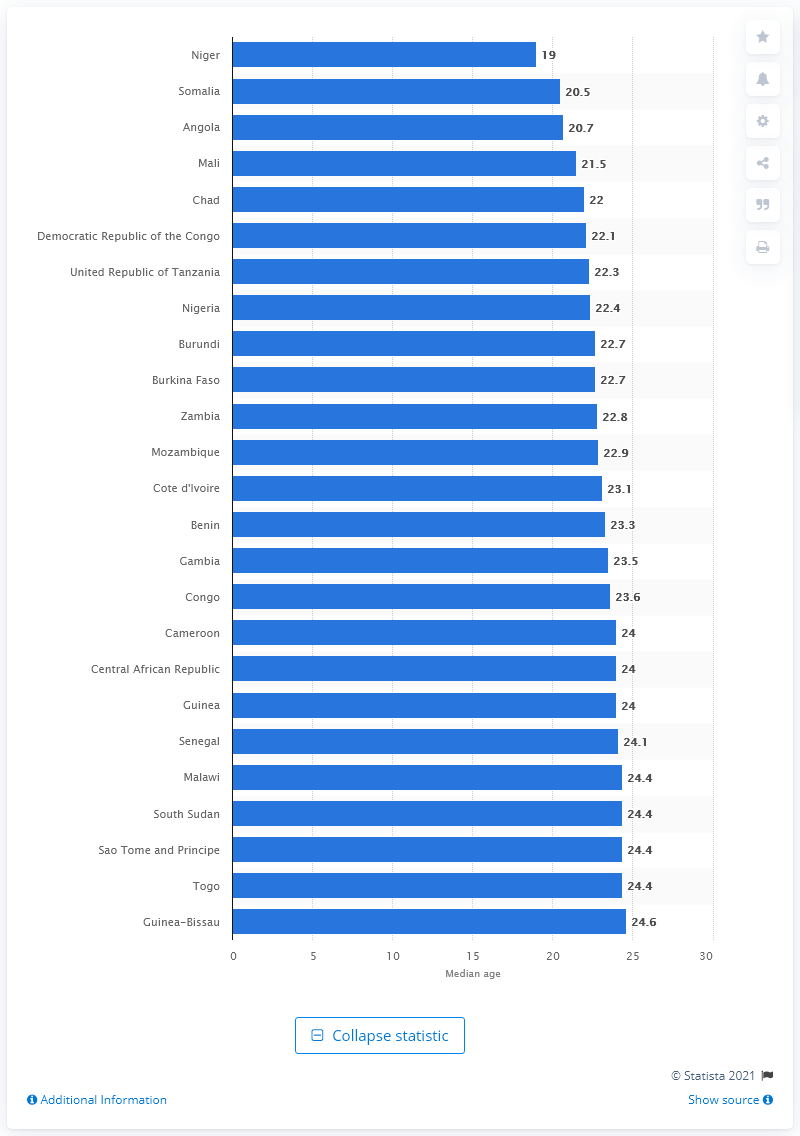 Niger 19
Somalia 20.5
Angola 20.7
Mali 21.5
Chad 22
Democratic Republic of the Congo 22.1
United Republic of Tanzania 22.3
Nigeria 22.4
Burundi 22.7
Burkina Faso 22.7
Zambia 22.8
Mozambique 22.9
Cote d'Ivoire 23.1
Benin 23.3
Gambia 23.5
Congo 23.6
Cameroon 24
Central African Republic 24
Guinea 24
Senegal 24.1
Malawi 24.4
South Sudan 24.4
Sao Tome and Principe 24.4
Togo 24.4
Guinea-Bissau 24.6
0 5 10 15 20 25 30
Median age
Collapse statistic
© Statista 2021
Additional Information Show source